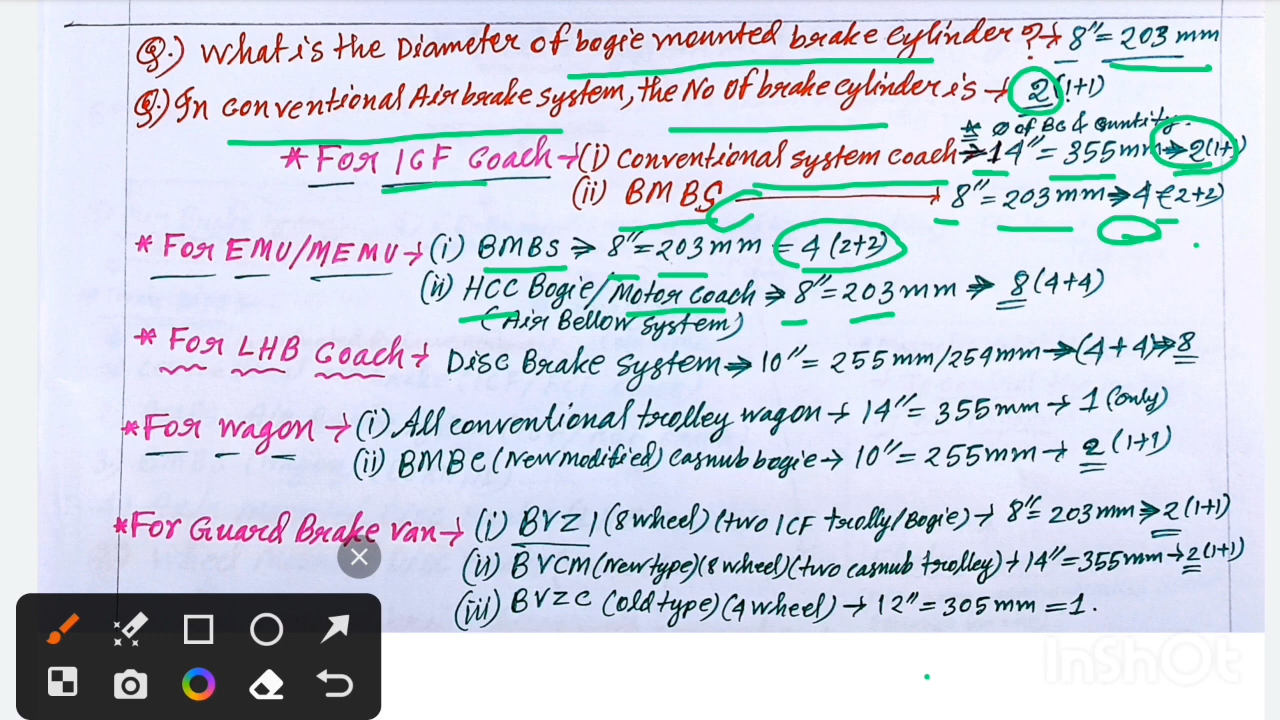 Q.) What is the Diameter of bogie mounted brake cylinder ? → 8" = 203 mm
Q.) In conventional Air brake system, the No of brake cylinder is → 2 (1+1)
* Ø of BC & Quntity.
* For ICF Coach → (i) Conventional system coach → 14" = 355 mm → 2 (1+1)
(ii) BMBS → 8" = 203 mm → 4 (2+2)
* For EMU/MEMU → (i) BMBS ⇒ 8" = 203 mm = 4 (2+2)
(ii) HCC Bogie / Motor coach ⇒ 8" = 203 mm ⇒ 8 (4+4)
(Air Bellow System)
* For LHB Coach → Disc Brake System → 10" = 255 mm/254 mm → (4+4) ⇒ 8
* For wagon → (i) All conventional trolley wagon → 14" = 355 mm → 1 (only)
(ii) BMBC (New modified) casnub bogie → 10" = 255 mm → 2 (1+1)
* For Guard Brake van → (i) BVZI (8 wheel) (two ICF trolly/Bogie) → 8" = 203 mm ⇒ 2 (1+1)
(ii) BVCM (new type) (8 wheel) (two casnub trolley) → 14" = 355 mm → 2 (1+1)
(iii) BVZC (old type) (4 wheel) → 12" = 305 mm = 1.
InShOt